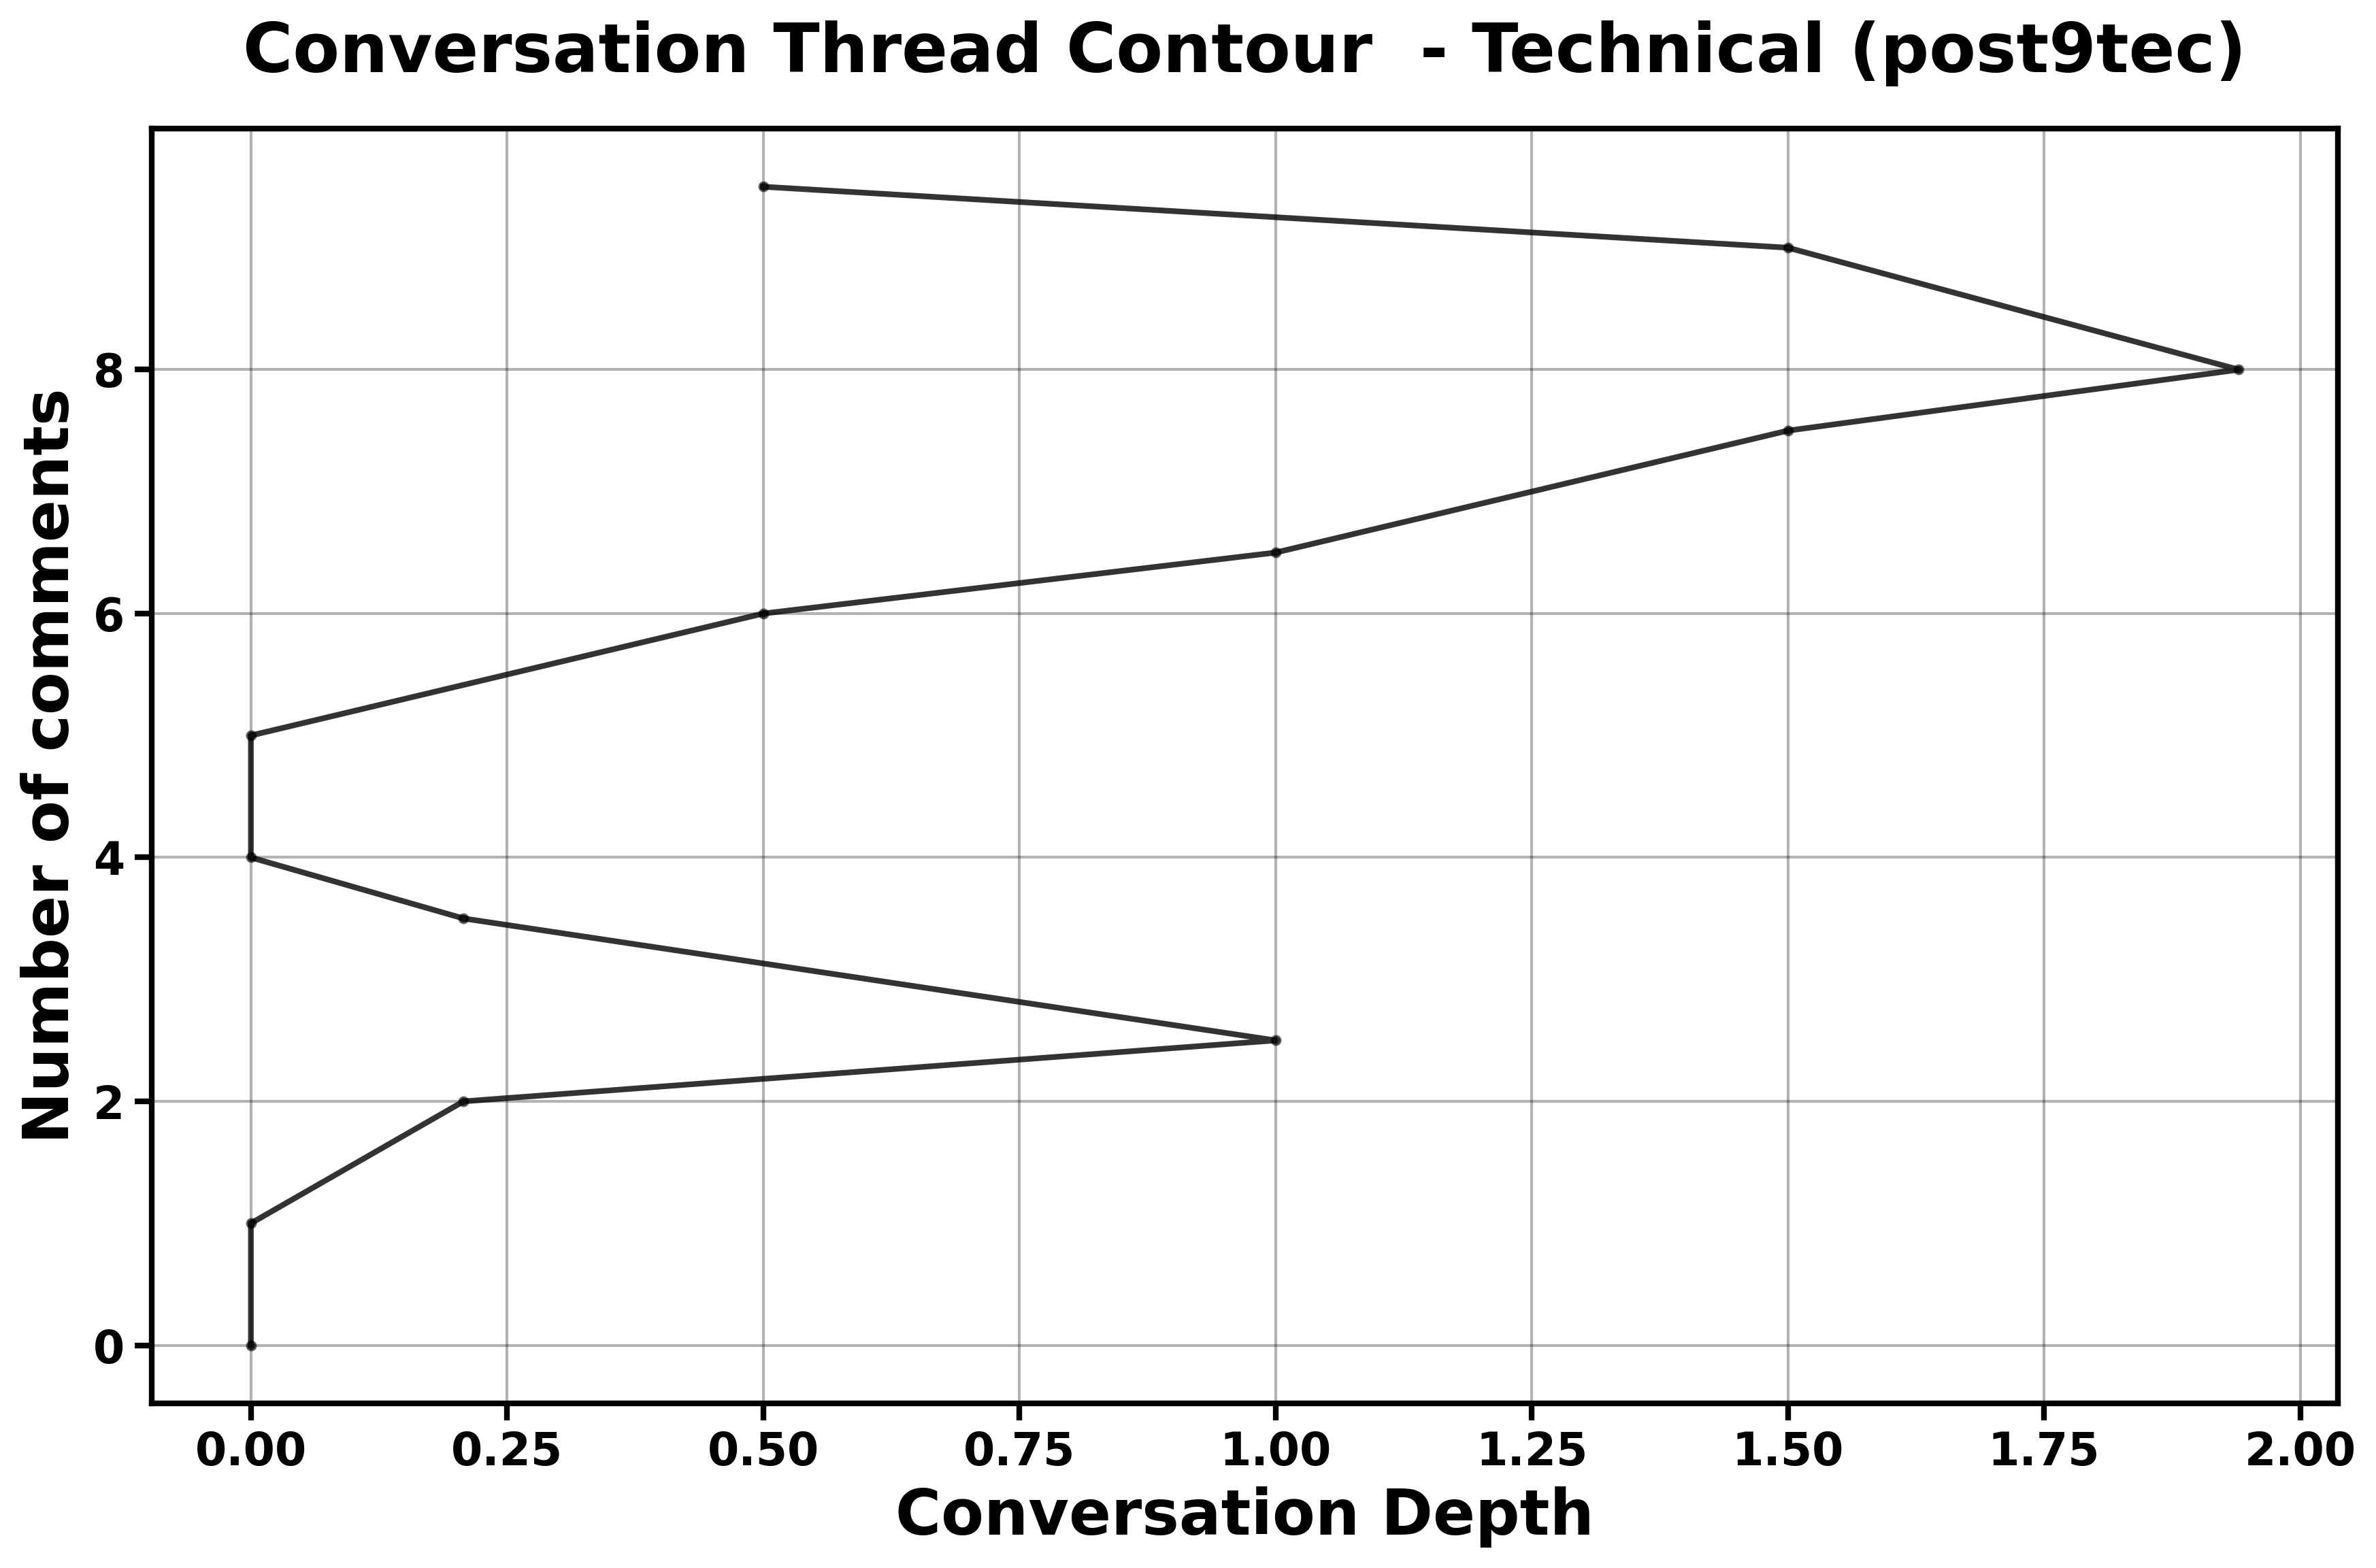 Conversation Thread Contour  - Technical (post9tec)
Number of comments
8
6
4
2
0
0.00 0.25 0.50 0.75 1.00 1.25 1.50 1.75 2.00
Conversation Depth